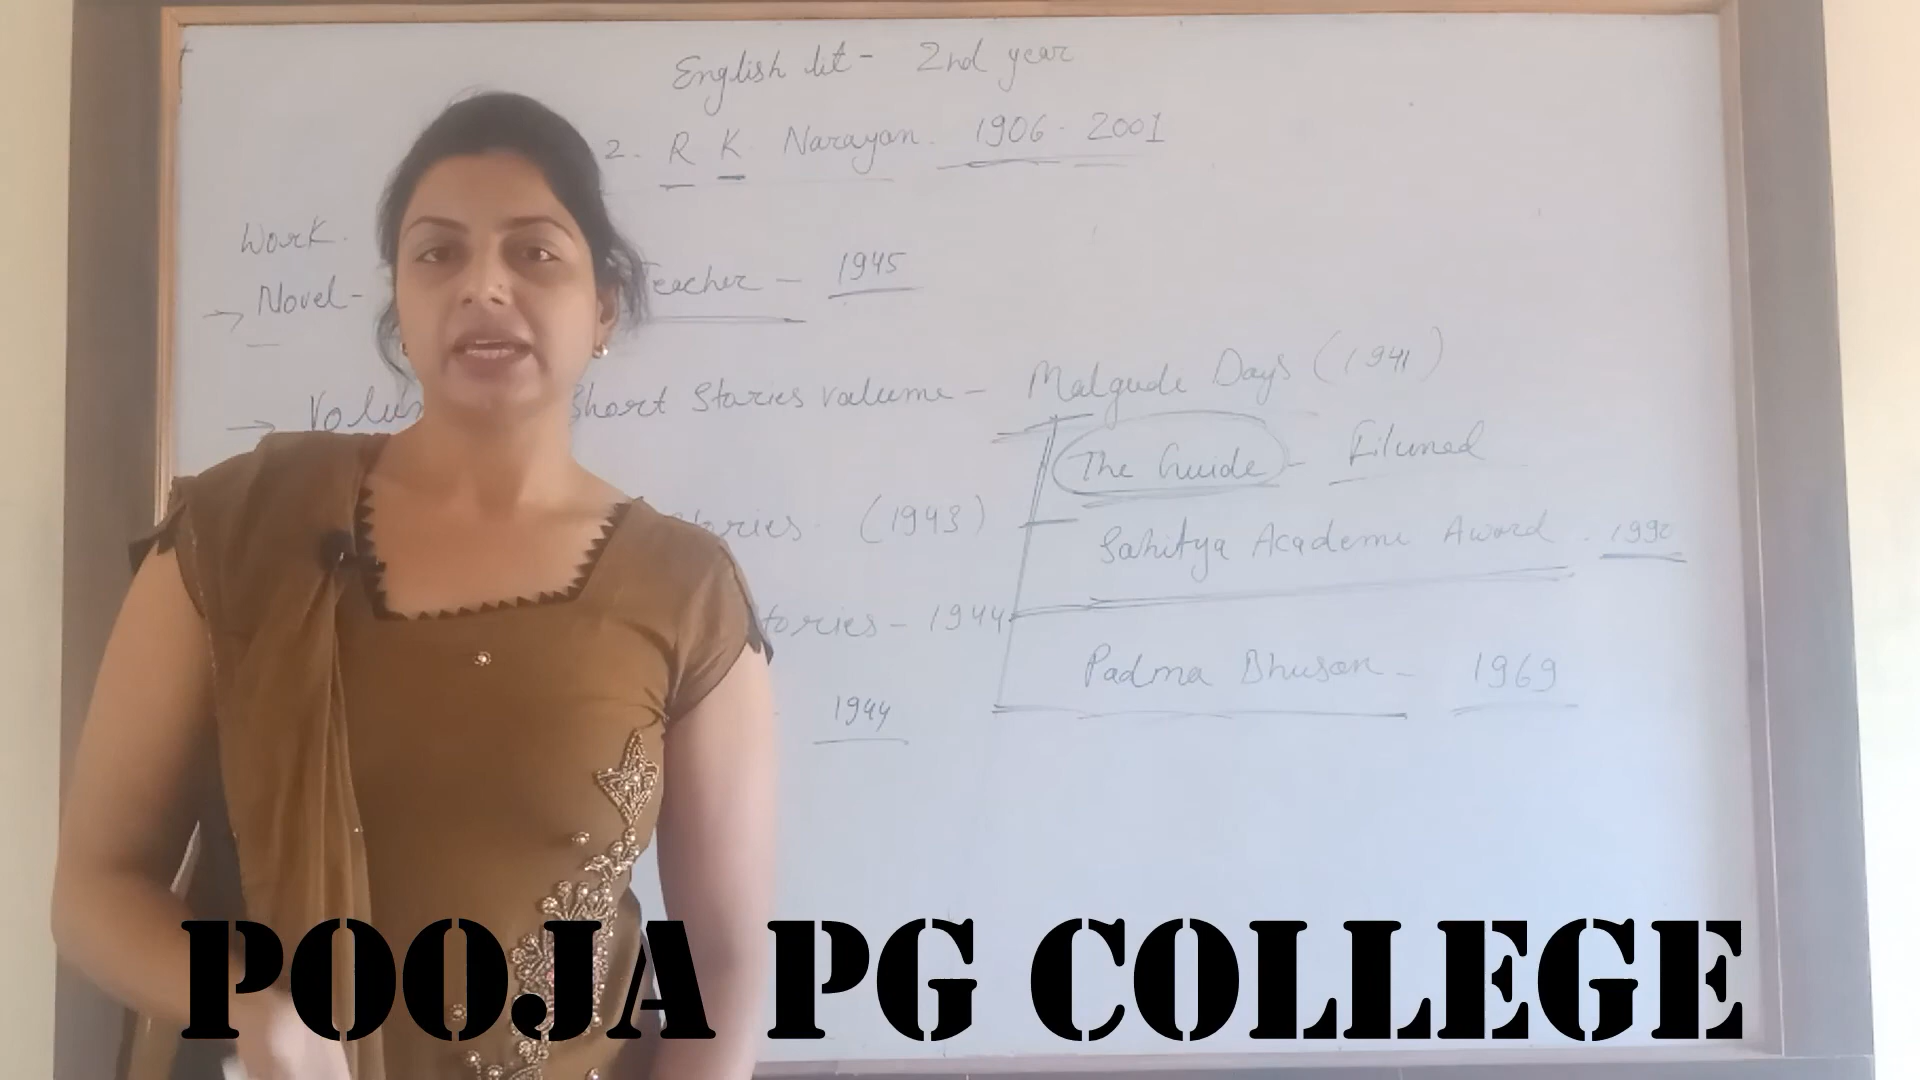 English lit - 2nd year
2. R K Narayan. 1906 - 2001
Work.
→ Novel - Teacher - 1945
→ Short Stories Volume - Malgudi Days (1941)
The Guide - Filmed
(1943)
Sahitya Academi Award. 1990
1944
Padma Bhusan - 1969
1944
POOJA PG COLLEGE